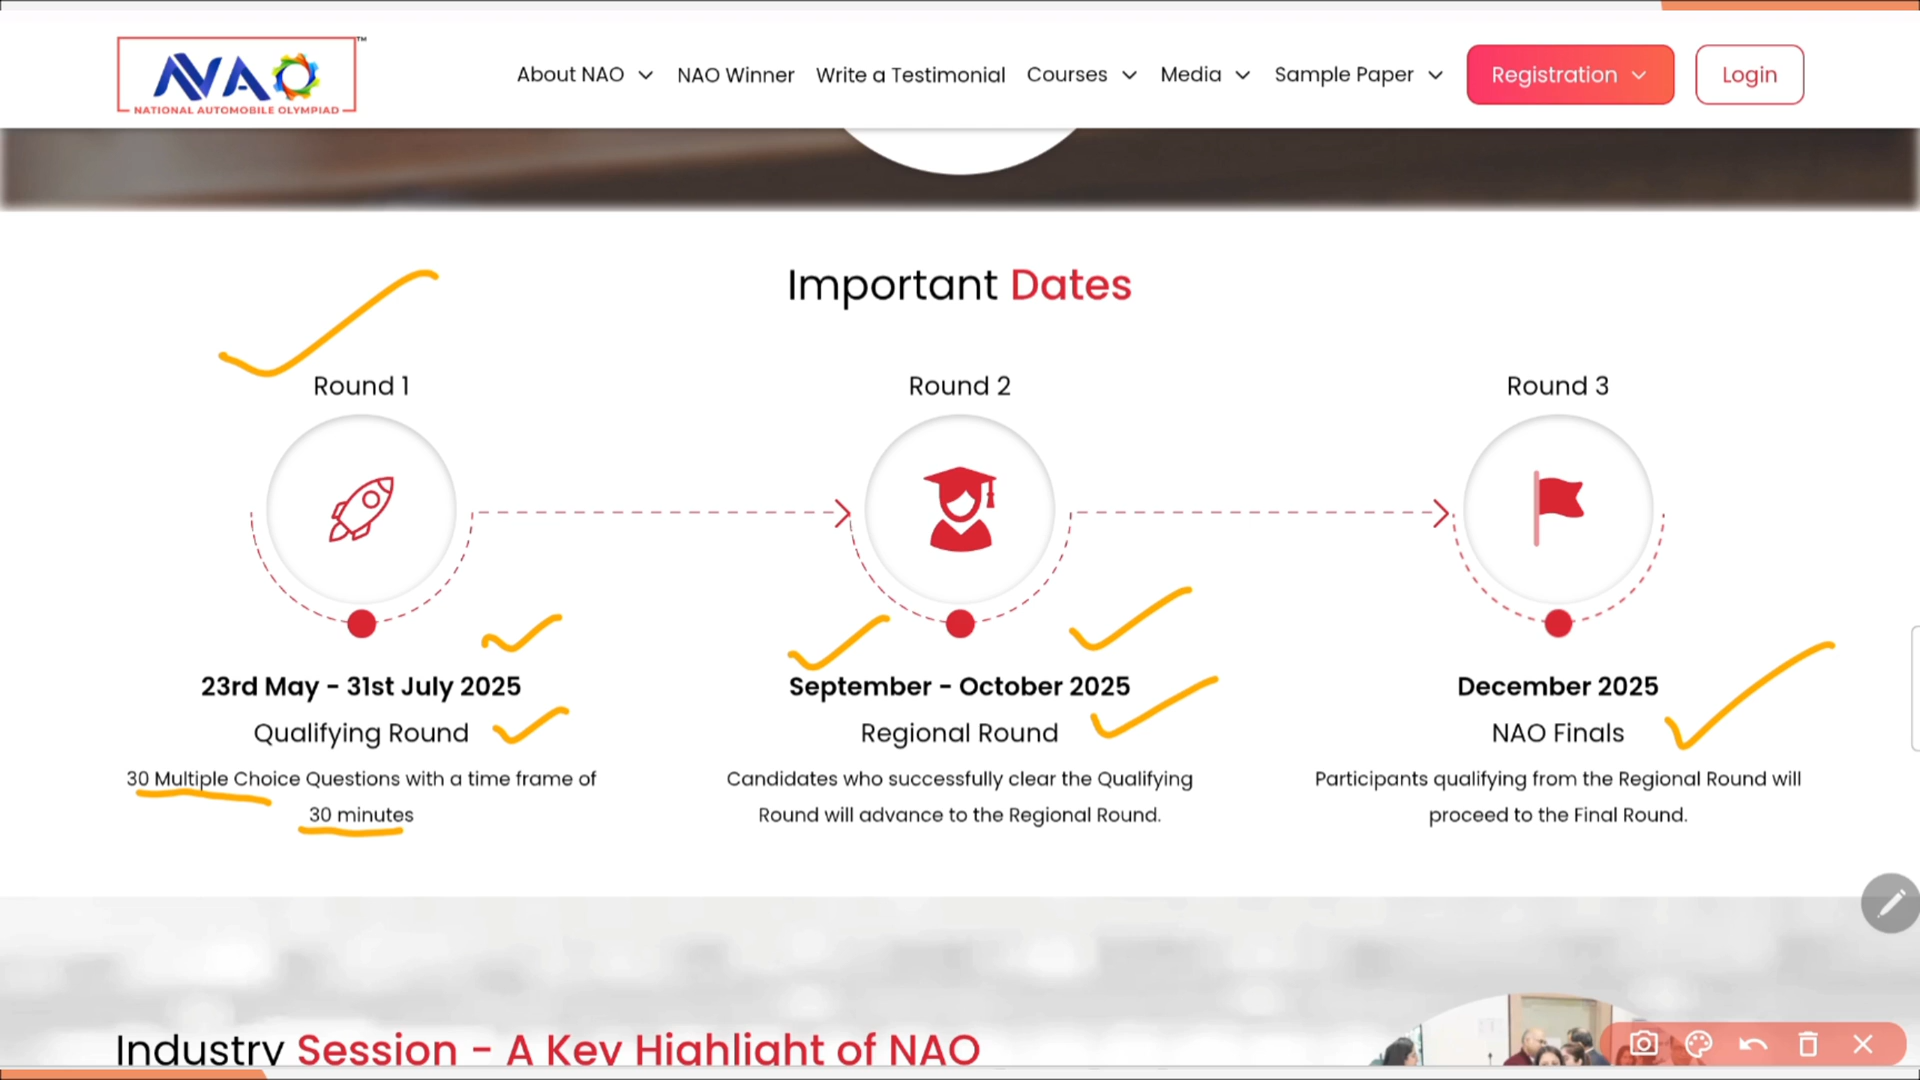 NAO
TM
NATIONAL AUTOMOBILE OLYMPIAD
About NAO
NAO Winner
Write a Testimonial
Courses
Media
Sample Paper
Registration
Login
Important Dates
Round 1
Round 2
Round 3
23rd May - 31st July 2025
Qualifying Round
30 Multiple Choice Questions with a time frame of
30 minutes
September - October 2025
Regional Round
Candidates who successfully clear the Qualifying
Round will advance to the Regional Round.
December 2025
NAO Finals
Participants qualifying from the Regional Round will
proceed to the Final Round.
Industry Session - A Key Highlight of NAO